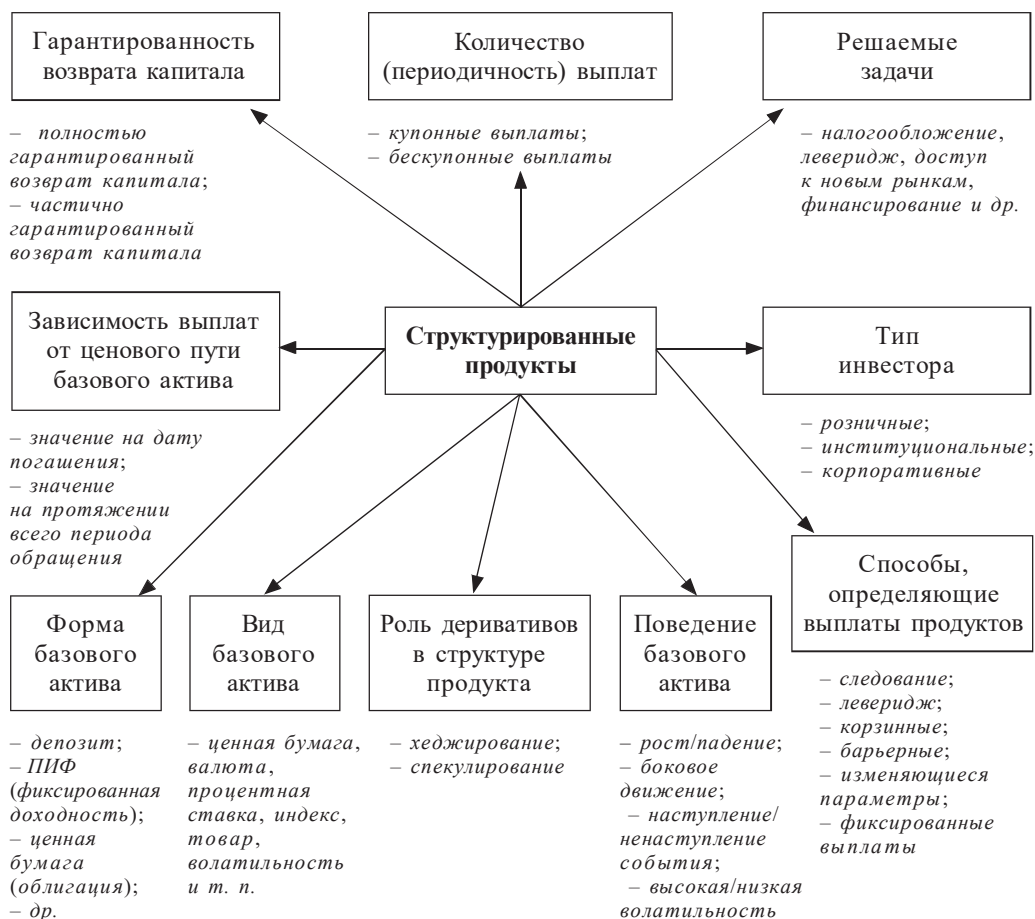 Гарантированность
возврата капитала
– полностью
гарантированный
возврат капитала;
– частично
гарантированный
возврат капитала
Количество
(периодичность) выплат
– купонные выплаты;
– бескупонные выплаты
Решаемые
задачи
– налогообложение,
леверидж, доступ
к новым рынкам,
финансирование и др.
Зависимость выплат
от ценового пути
базового актива
– значение на дату
погашения;
– значение
на протяжении
всего периода
обращения
Структурированные
продукты
Тип
инвестора
– розничные;
– институциональные;
– корпоративные
Форма
базового
актива
– депозит;
– ПИФ
(фиксированная
доходность);
– ценная
бумага
(облигация);
– др.
Вид
базового
актива
– ценная бумага,
валюта,
процентная
ставка, индекс,
товар,
волатильность
и т. п.
Роль деривативов
в структуре
продукта
– хеджирование;
– спекулирование
Поведение
базового
актива
– рост/падение;
– боковое
движение;
– наступление/
ненаступление
события;
– высокая/низкая
волатильность
Способы,
определяющие
выплаты продуктов
– следование;
– леверидж;
– корзинные;
– барьерные;
– изменяющиеся
параметры;
– фиксированные
выплаты